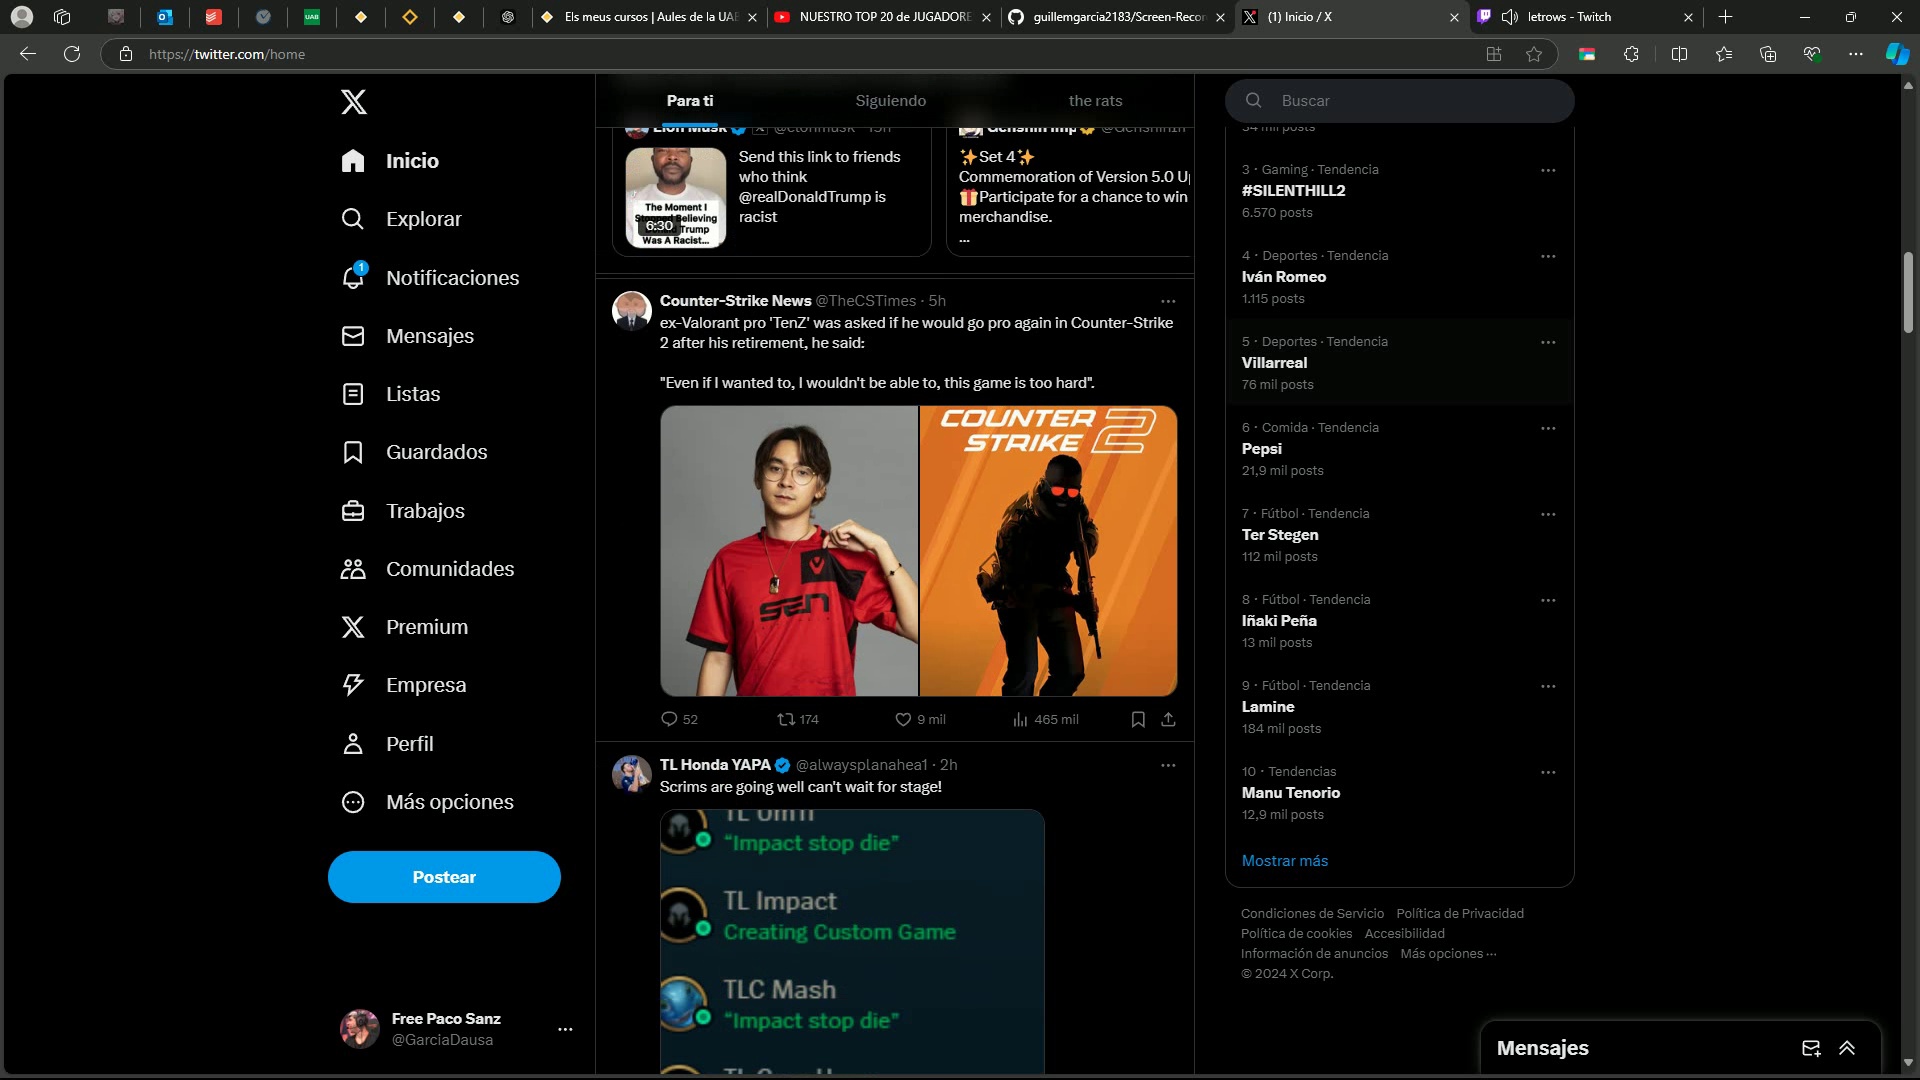 UAB
Els meus cursos | Aules de la UAB
NUESTRO TOP 20 de JUGADORE
guillemgarcia2183/Screen-Recor
(1) Inicio / X
letrows - Twitch
https://twitter.com/home
Inicio
Explorar
1
Notificaciones
Mensajes
Listas
Guardados
Trabajos
Comunidades
Premium
Empresa
Perfil
Más opciones
Postear
Free Paco Sanz
@GarciaDausa
Para ti
Siguiendo
the rats
Elon Musk @elonmusk · 15h
Send this link to friends
who think
@realDonaldTrump is
racist
The Moment I
Stopped Believing
Trump
Was A Racist...
6:30
Genshin Imp @GenshinIn
✨Set 4✨
Commemoration of Version 5.0 U
🎁Participate for a chance to win
merchandise.
...
Counter-Strike News @TheCSTimes · 5h
ex-Valorant pro 'TenZ' was asked if he would go pro again in Counter-Strike
2 after his retirement, he said:
"Even if I wanted to, I wouldn't be able to, this game is too hard".
SEN
COUNTER
STRIKE 2
52
174
9 mil
465 mil
TL Honda YAPA @alwaysplanahea1 · 2h
Scrims are going well can't wait for stage!
TL UmTi
"Impact stop die"
TL Impact
Creating Custom Game
TLC Mash
"Impact stop die"
Buscar
54 mil posts
3 · Gaming · Tendencia
#SILENTHILL2
6.570 posts
4 · Deportes · Tendencia
Iván Romeo
1.115 posts
5 · Deportes · Tendencia
Villarreal
76 mil posts
6 · Comida · Tendencia
Pepsi
21,9 mil posts
7 · Fútbol · Tendencia
Ter Stegen
112 mil posts
8 · Fútbol · Tendencia
Iñaki Peña
13 mil posts
9 · Fútbol · Tendencia
Lamine
184 mil posts
10 · Tendencias
Manu Tenorio
12,9 mil posts
Mostrar más
Condiciones de Servicio Política de Privacidad
Política de cookies Accesibilidad
Información de anuncios Más opciones ···
© 2024 X Corp.
Mensajes